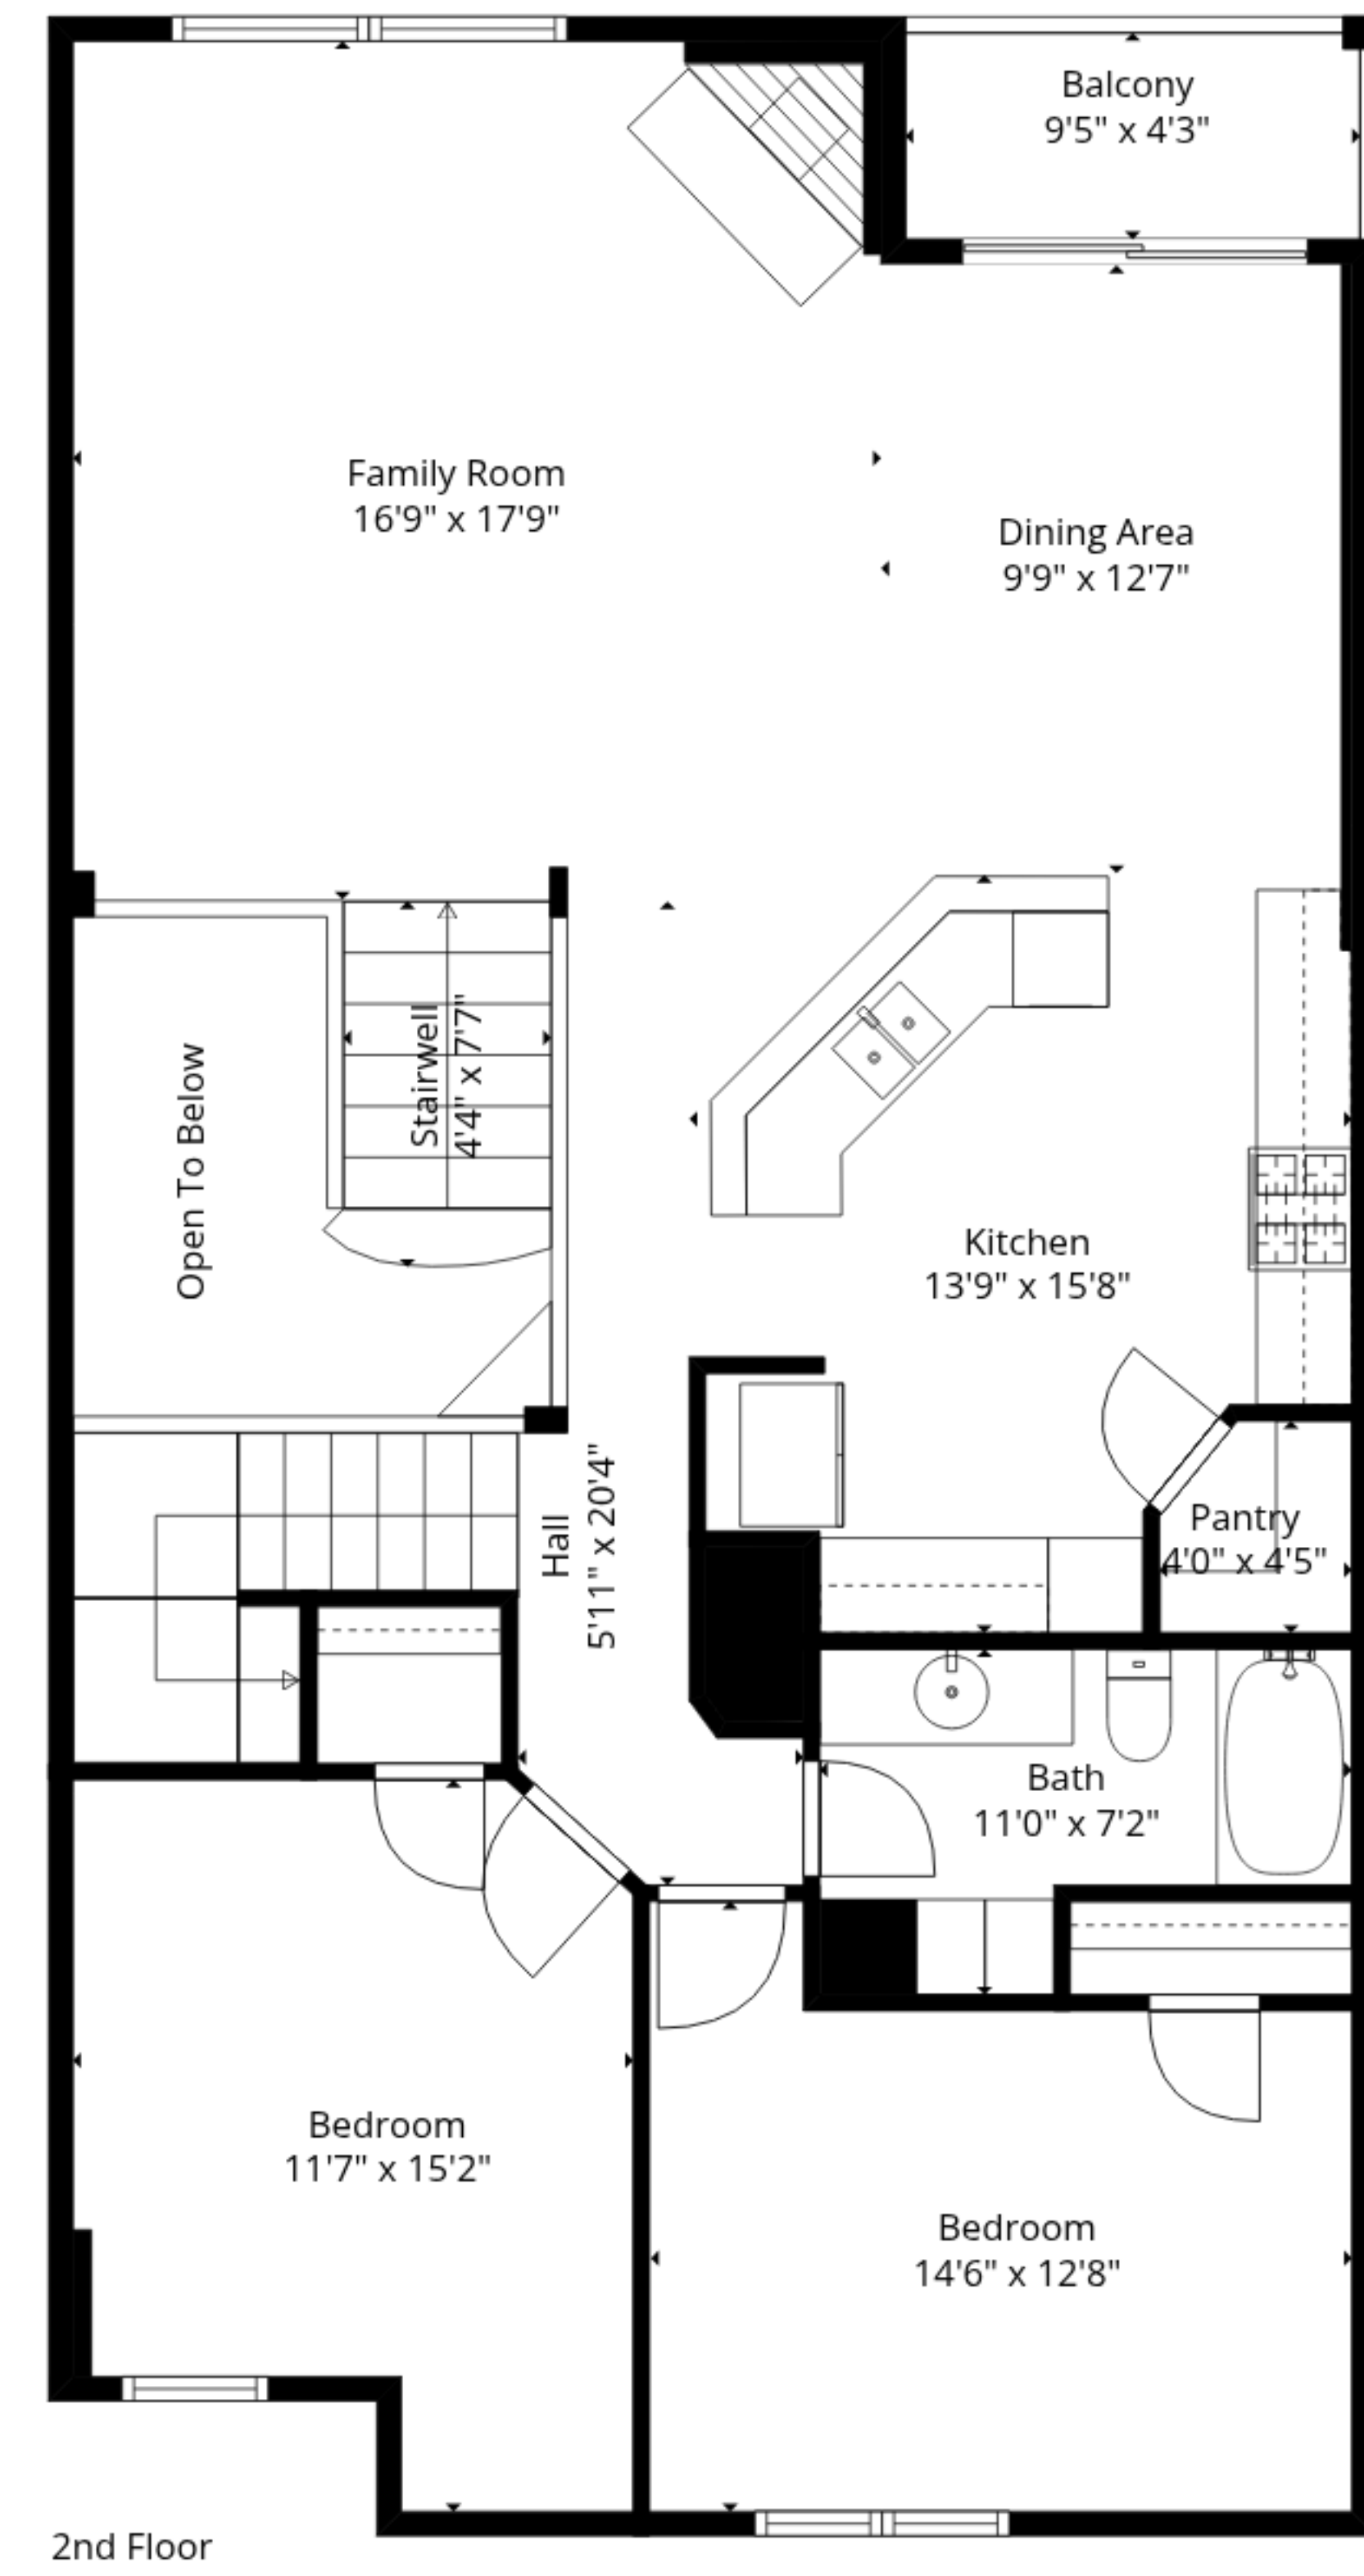 Balcony
9'5" x 4'3"
Family Room
16'9" x 17'9"
Dining Area
9'9" x 12'7"
Stairwell
4'4" x 7'7"
Open To Below
Kitchen
13'9" x 15'8"
Hall
5'11" x 20'4"
Pantry
4'0" x 4'5"
Bath
11'0" x 7'2"
Bedroom
11'7" x 15'2"
Bedroom
14'6" x 12'8"
2nd Floor